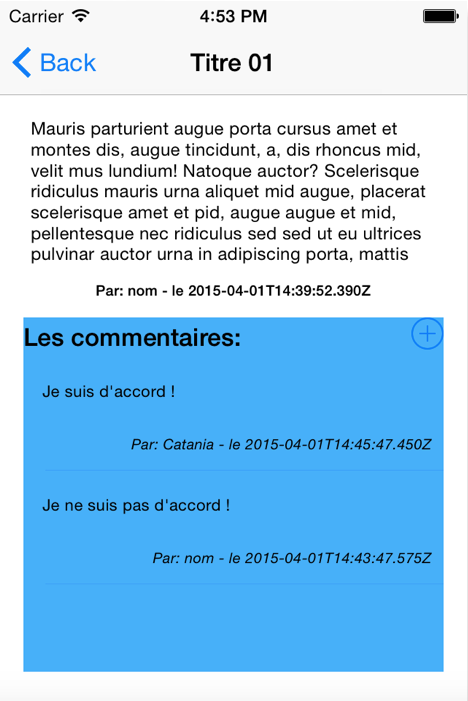 Carrier 4:53 PM
Back Titre 01
Mauris parturient augue porta cursus amet et
montes dis, augue tincidunt, a, dis rhoncus mid,
velit mus lundium! Natoque auctor? Scelerisque
ridiculus mauris urna aliquet mid augue, placerat
scelerisque amet et pid, augue augue et mid,
pellentesque nec ridiculus sed sed ut eu ultrices
pulvinar auctor urna in adipiscing porta, mattis
Par: nom - le 2015-04-01T14:39:52.390Z
Les commentaires:
Je suis d'accord !
Par: Catania - le 2015-04-01T14:45:47.450Z
Je ne suis pas d'accord !
Par: nom - le 2015-04-01T14:43:47.575Z